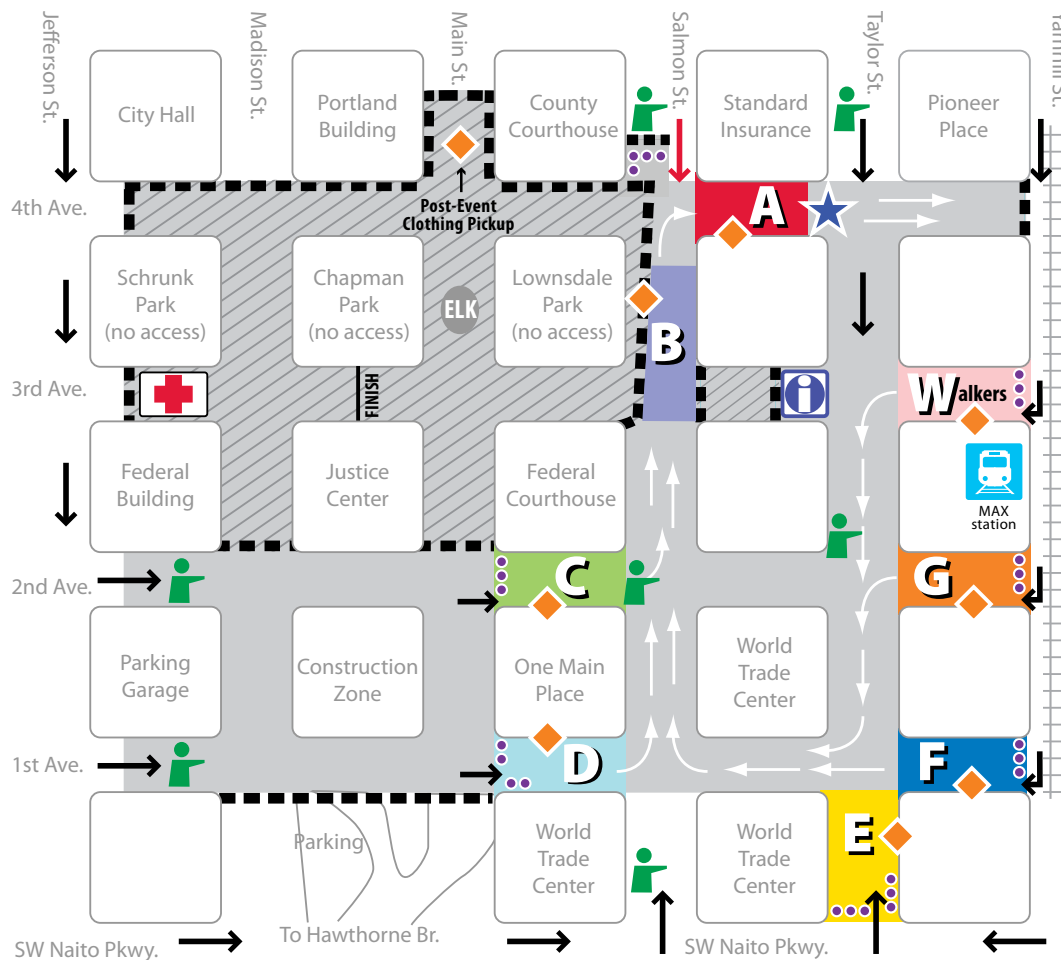 Jefferson St.
Madison St.
Main St.
Salmon St.
Taylor St.
Yamhill St.
City Hall
Portland
Building
County
Courthouse
Standard
Insurance
Pioneer
Place
4th Ave.
Post-Event
Clothing Pickup
A
Schrunk
Park
(no access)
Chapman
Park
(no access)
ELK
Lownsdale
Park
(no access)
B
3rd Ave.
FINISH
i
Walkers
Federal
Building
Justice
Center
Federal
Courthouse
MAX
station
2nd Ave.
C
G
Parking
Garage
Construction
Zone
One Main
Place
World
Trade
Center
1st Ave.
D
F
Parking
World
Trade
Center
World
Trade
Center
E
To Hawthorne Br.
SW Naito Pkwy.
SW Naito Pkwy.